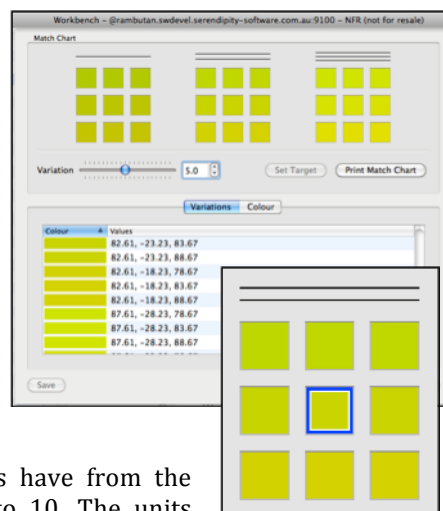 Workbench – @rambutan.swdevel.serendipity-software.com.au:9100 – NFR (not for resale)
Match Chart
Variation 5.0 Set Target Print Match Chart
Variations Colour
Colour Values
82.61, -23.23, 83.67
82.61, -23.23, 88.67
82.61, -18.23, 78.67
82.61, -18.23, 83.67
82.61, -18.23, 88.67
87.61, -28.23, 78.67
87.61, -28.23, 83.67
87.61, -28.23, 88.67
Save
s have from the
to 10. The units